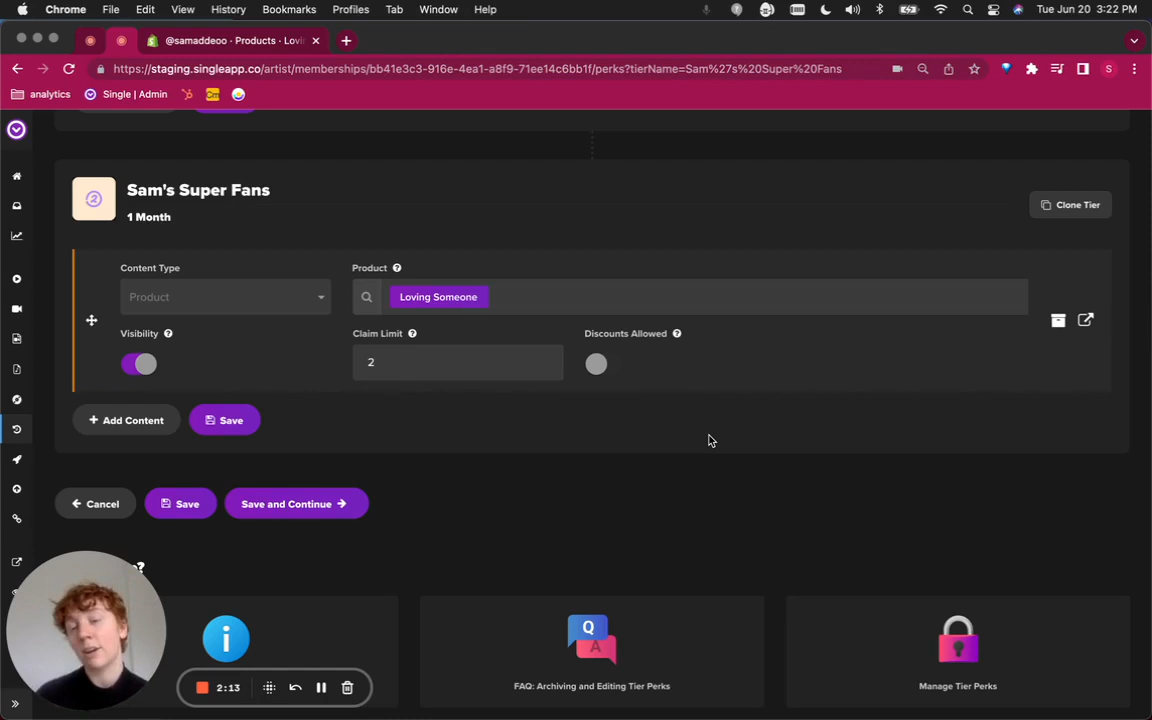 Chrome File Edit View History Bookmarks Profiles Tab Window Help Tue Jun 20 3:22 PM
@samaddeoo · Products · Lovi
https://staging.singleapp.co/artist/memberships/bb41e3c3-916e-4ea1-a8f9-71ee14c6bb1f/perks?tierName=Sam%27s%20Super%20Fans S
analytics Single | Admin Cm
Sam's Super Fans
1 Month
Clone Tier
Content Type Product ?
Product Loving Someone
Visibility ? Claim Limit ? Discounts Allowed ?
2
+ Add Content Save
Cancel Save Save and Continue
?
i Q A
2:13
FAQ: Archiving and Editing Tier Perks Manage Tier Perks